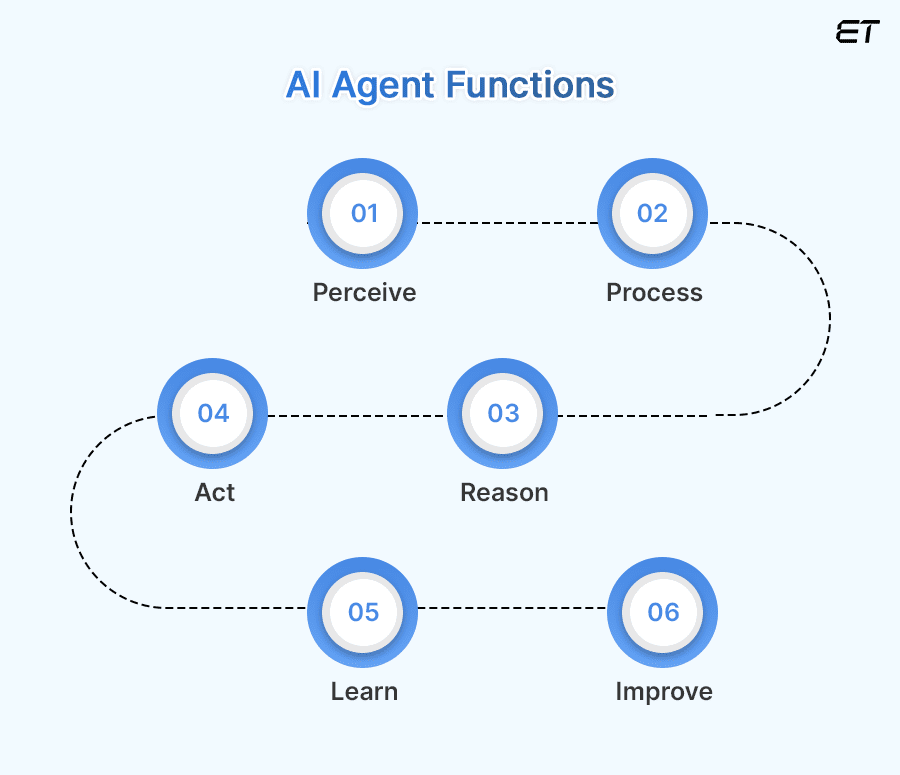 ET
AI Agent Functions
01
Perceive
02
Process
03
Reason
04
Act
05
Learn
06
Improve